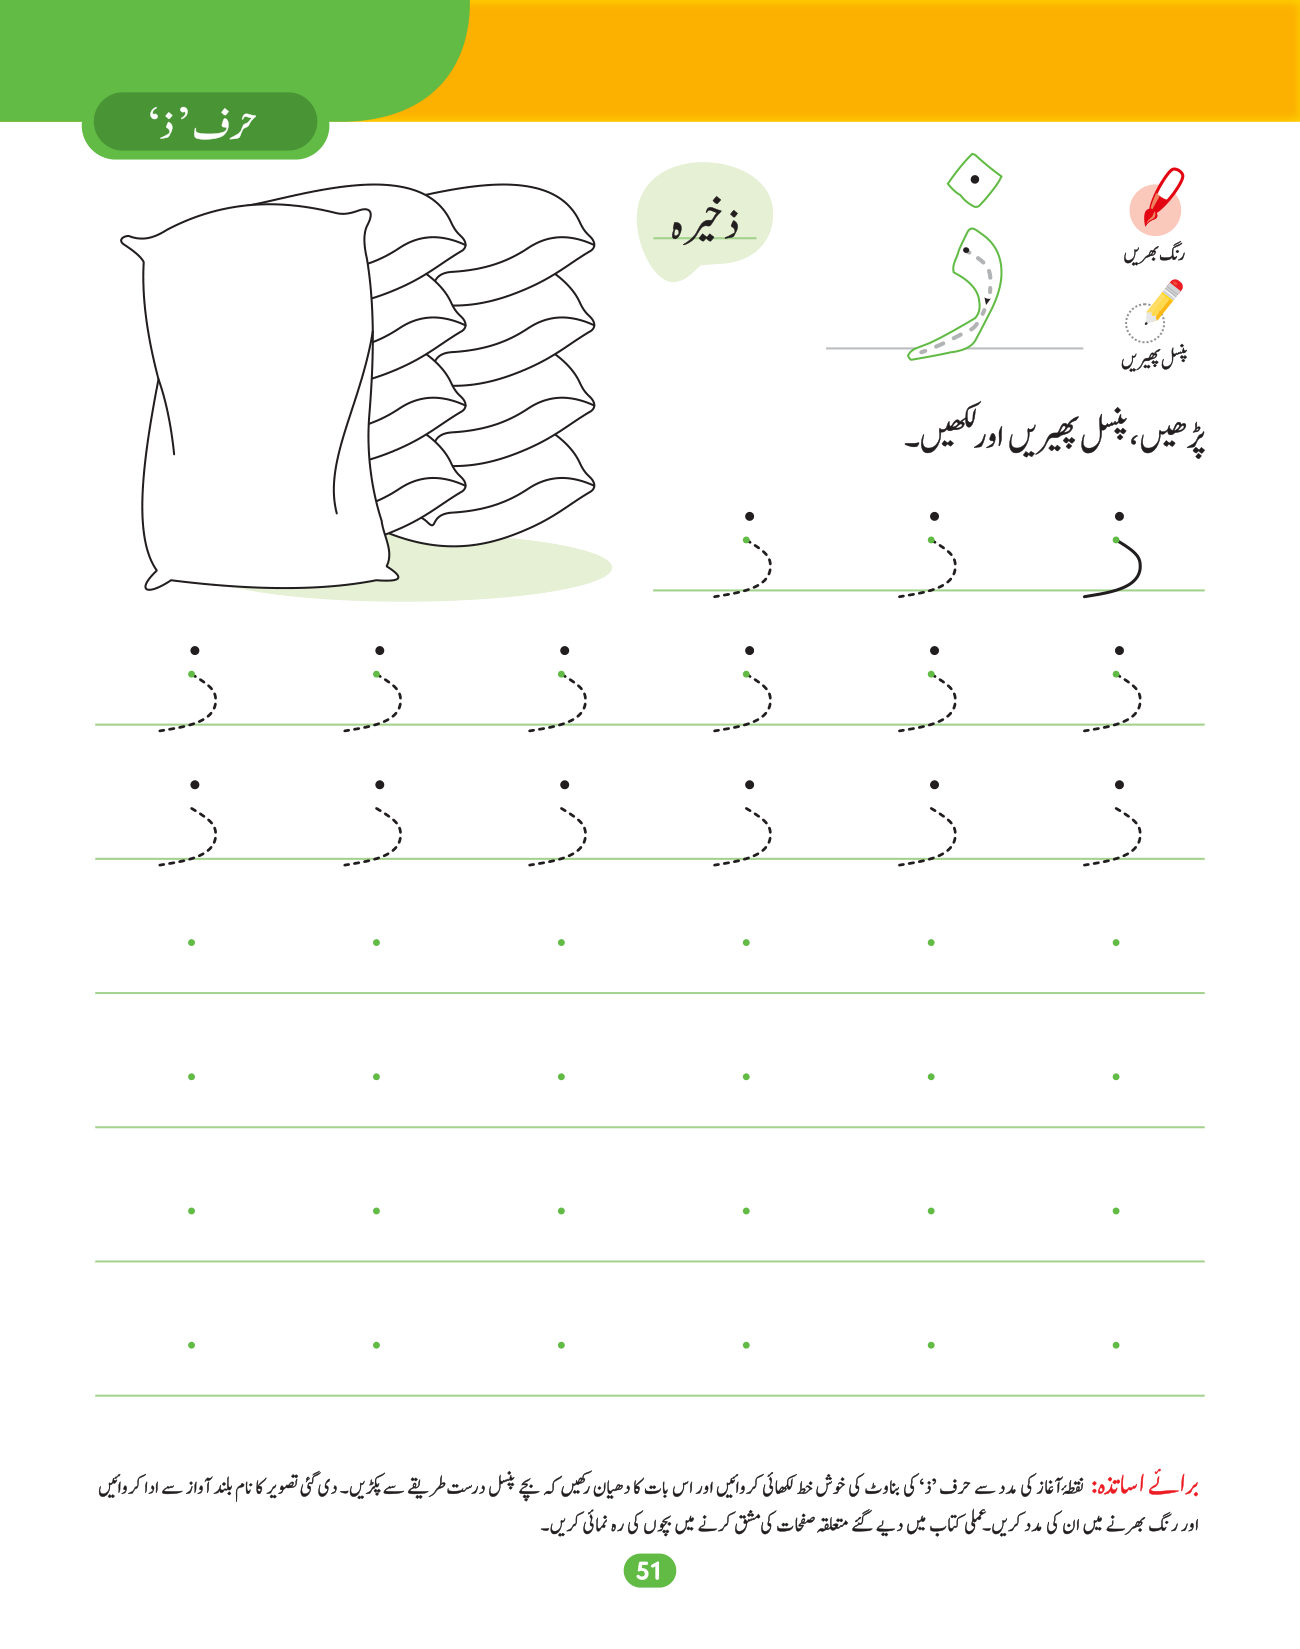 حرف ’ذ‘
رنگ بھریں
ذخیرہ
پنسل پھیریں
پڑھیں، پنسل پھیریں اور لکھیں۔
ذ ذ ذ
ذ ذ ذ ذ ذ ذ
ذ ذ ذ ذ ذ ذ
برائے اساتذہ: نقطۂ آغاز کی مدد سے حرف ’ذ‘ کی بناوٹ کی خوش خط لکھائی کروائیں اور اس بات کا دھیان رکھیں کہ بچے پنسل درست طریقے سے پکڑیں۔ دی گئی تصویر کا نام بلند آواز سے ادا کروائیں
اور رنگ بھرنے میں ان کی مدد کریں۔ عملی کتاب میں دیے گئے متعلقہ صفحات کی مشق کرنے میں بچوں کی رہ نمائی کریں۔
51